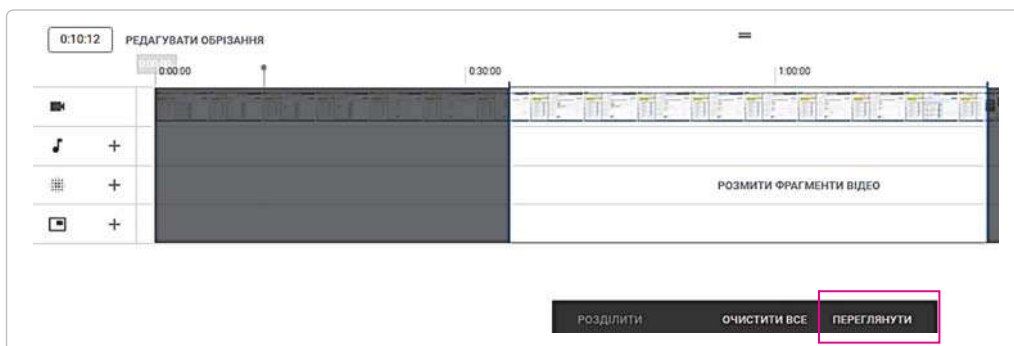 0:10:12 РЕДАГУВАТИ ОБРІЗАННЯ
0:00:00 0:30:00 1:00:00
РОЗМИТИ ФРАГМЕНТИ ВІДЕО
РОЗДІЛИТИ ОЧИСТИТИ ВСЕ ПЕРЕГЛЯНУТИ